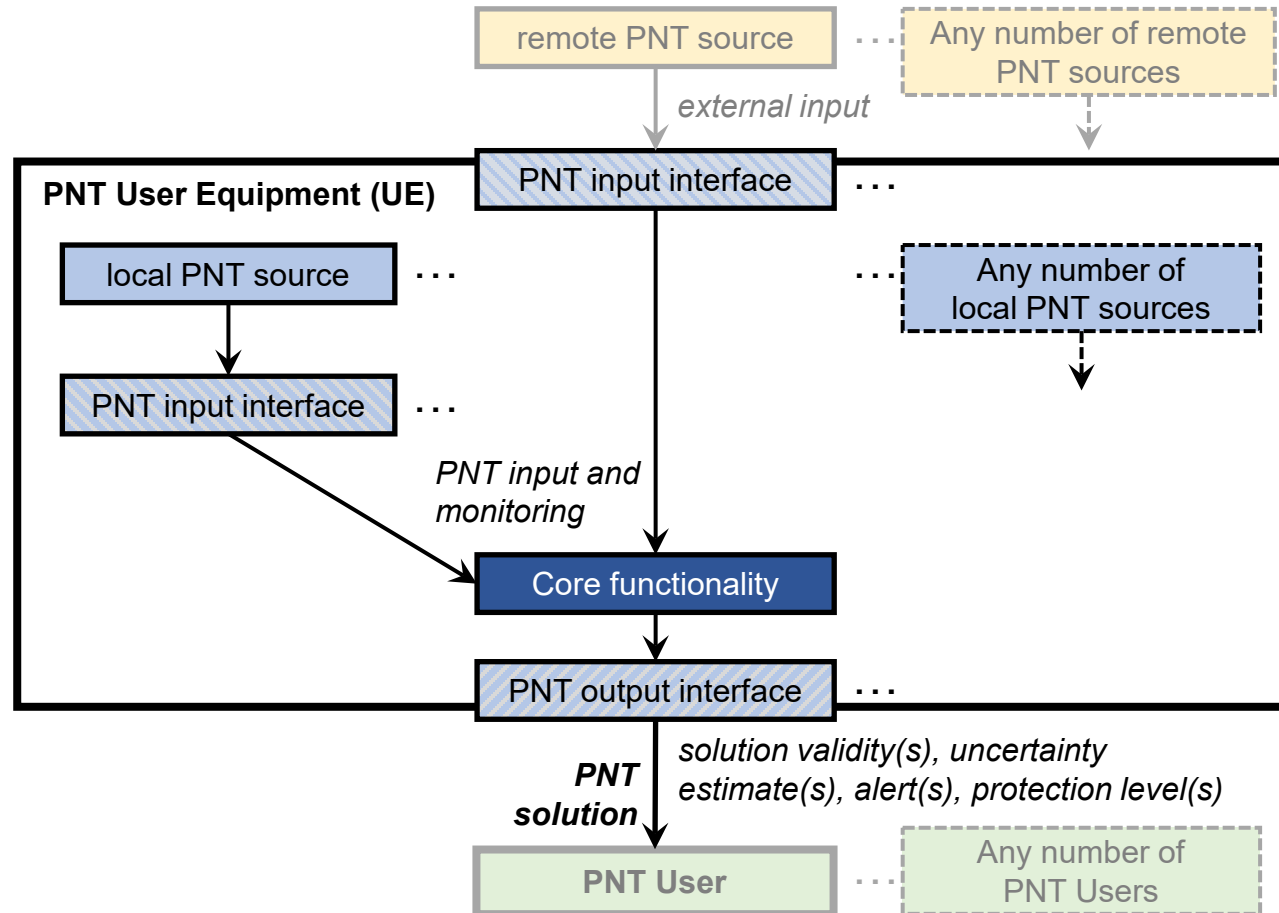 remote PNT source
. . .
Any number of remote
PNT sources
external input
PNT input interface
. . .
PNT User Equipment (UE)
local PNT source
. . .
. . .
Any number of
local PNT sources
PNT input interface
. . .
PNT input and
monitoring
Core functionality
PNT output interface
. . .
PNT
solution
solution validity(s), uncertainty
estimate(s), alert(s), protection level(s)
PNT User
. . .
Any number of
PNT Users